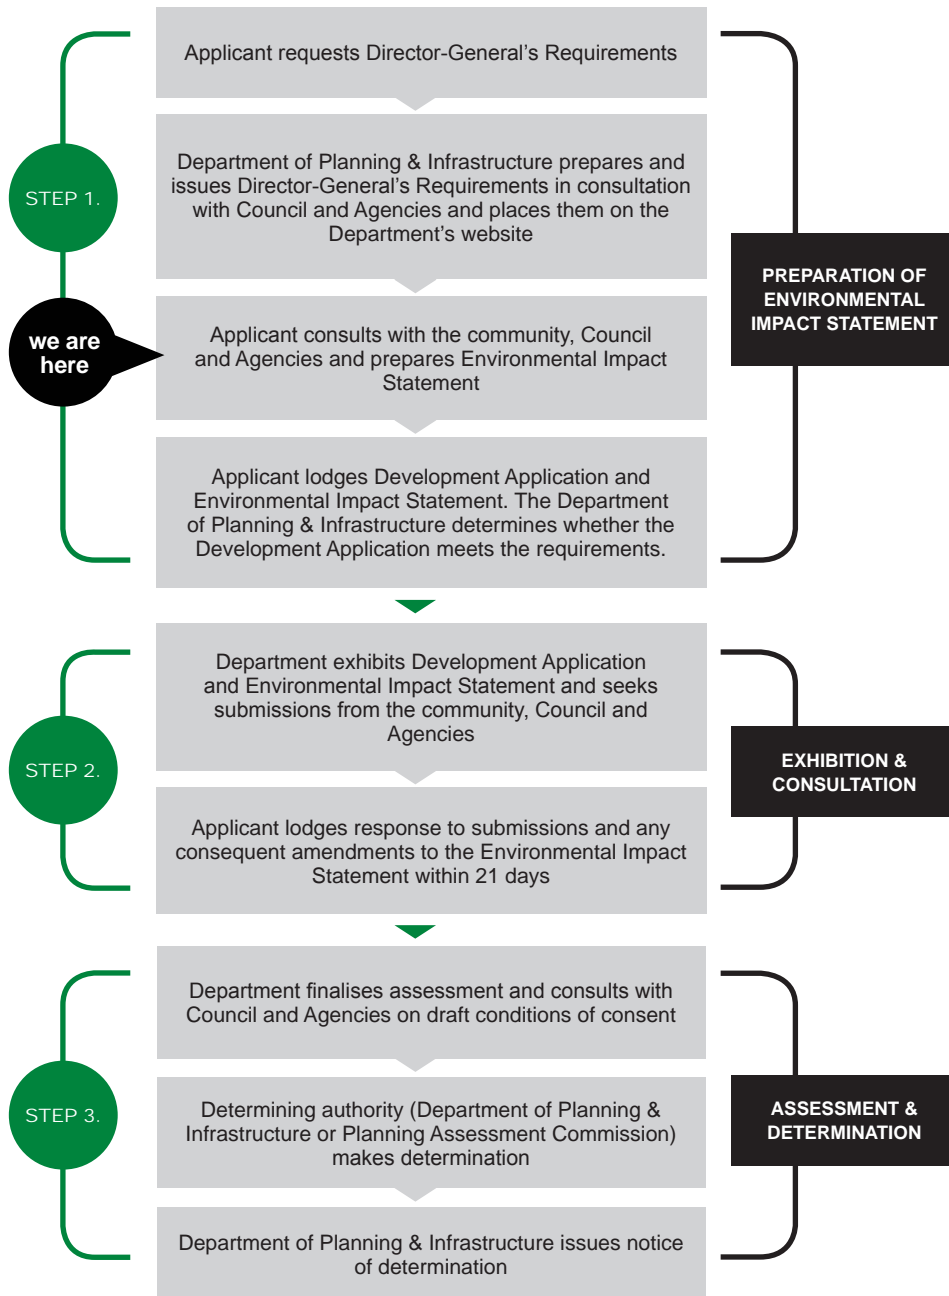 Applicant requests Director-General’s Requirements
STEP 1.
Department of Planning & Infrastructure prepares and
issues Director-General’s Requirements in consultation
with Council and Agencies and places them on the
Department’s website
PREPARATION OF
ENVIRONMENTAL
IMPACT STATEMENT
we are
here
Applicant consults with the community, Council
and Agencies and prepares Environmental Impact
Statement
Applicant lodges Development Application and
Environmental Impact Statement. The Department
of Planning & Infrastructure determines whether the
Development Application meets the requirements.
STEP 2.
Department exhibits Development Application
and Environmental Impact Statement and seeks
submissions from the community, Council and
Agencies
EXHIBITION &
CONSULTATION
Applicant lodges response to submissions and any
consequent amendments to the Environmental Impact
Statement within 21 days
Department finalises assessment and consults with
Council and Agencies on draft conditions of consent
STEP 3.
Determining authority (Department of Planning &
Infrastructure or Planning Assessment Commission)
makes determination
ASSESSMENT &
DETERMINATION
Department of Planning & Infrastructure issues notice
of determination